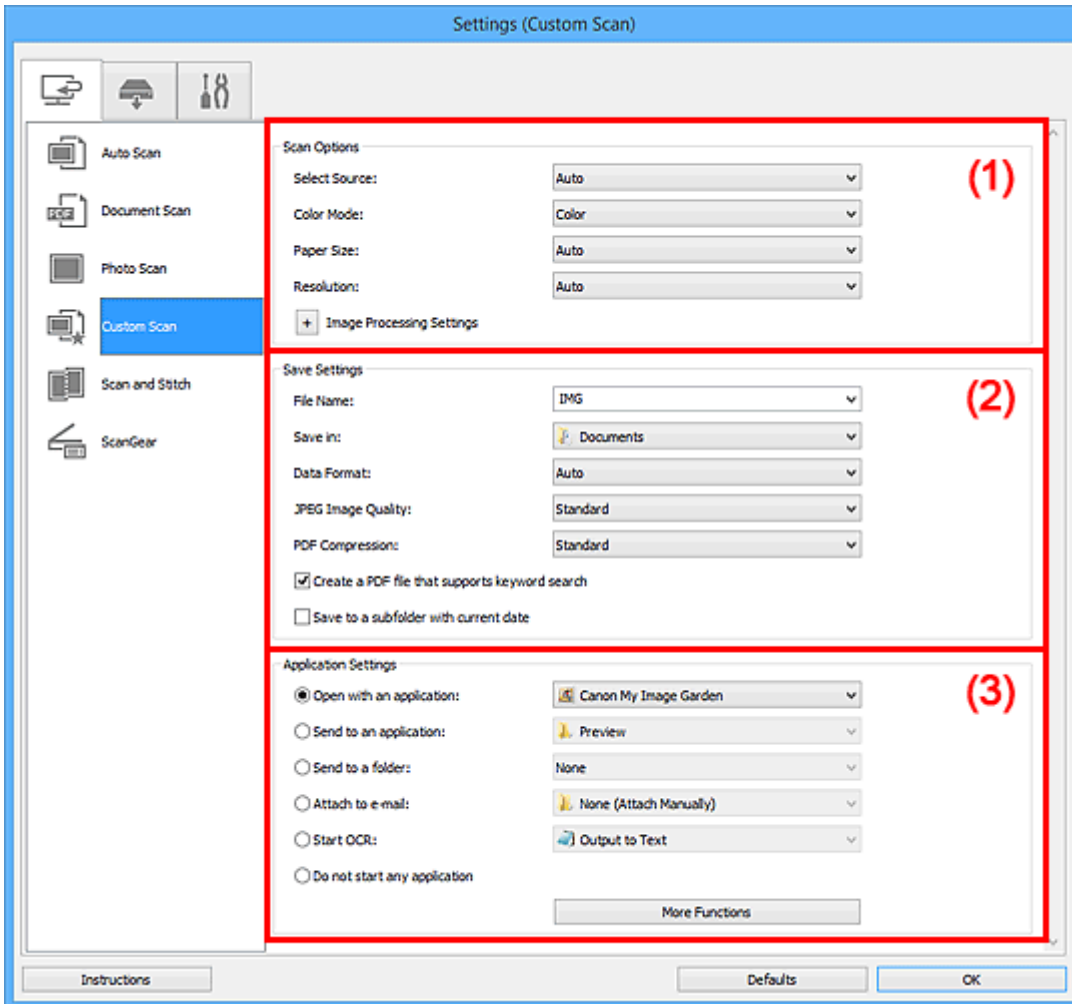 Settings (Custom Scan)
Auto Scan
Document Scan
Photo Scan
Custom Scan
Scan and Stitch
ScanGear
Scan Options
(1)
Select Source: Auto
Color Mode: Color
Paper Size: Auto
Resolution: Auto
+ Image Processing Settings
Save Settings
(2)
File Name: IMG
Save in: Documents
Data Format: Auto
JPEG Image Quality: Standard
PDF Compression: Standard
Create a PDF file that supports keyword search
Save to a subfolder with current date
Application Settings
(3)
Open with an application: Canon My Image Garden
Send to an application: Preview
Send to a folder: None
Attach to e-mail: None (Attach Manually)
Start OCR: Output to Text
Do not start any application
More Functions
Instructions Defaults OK